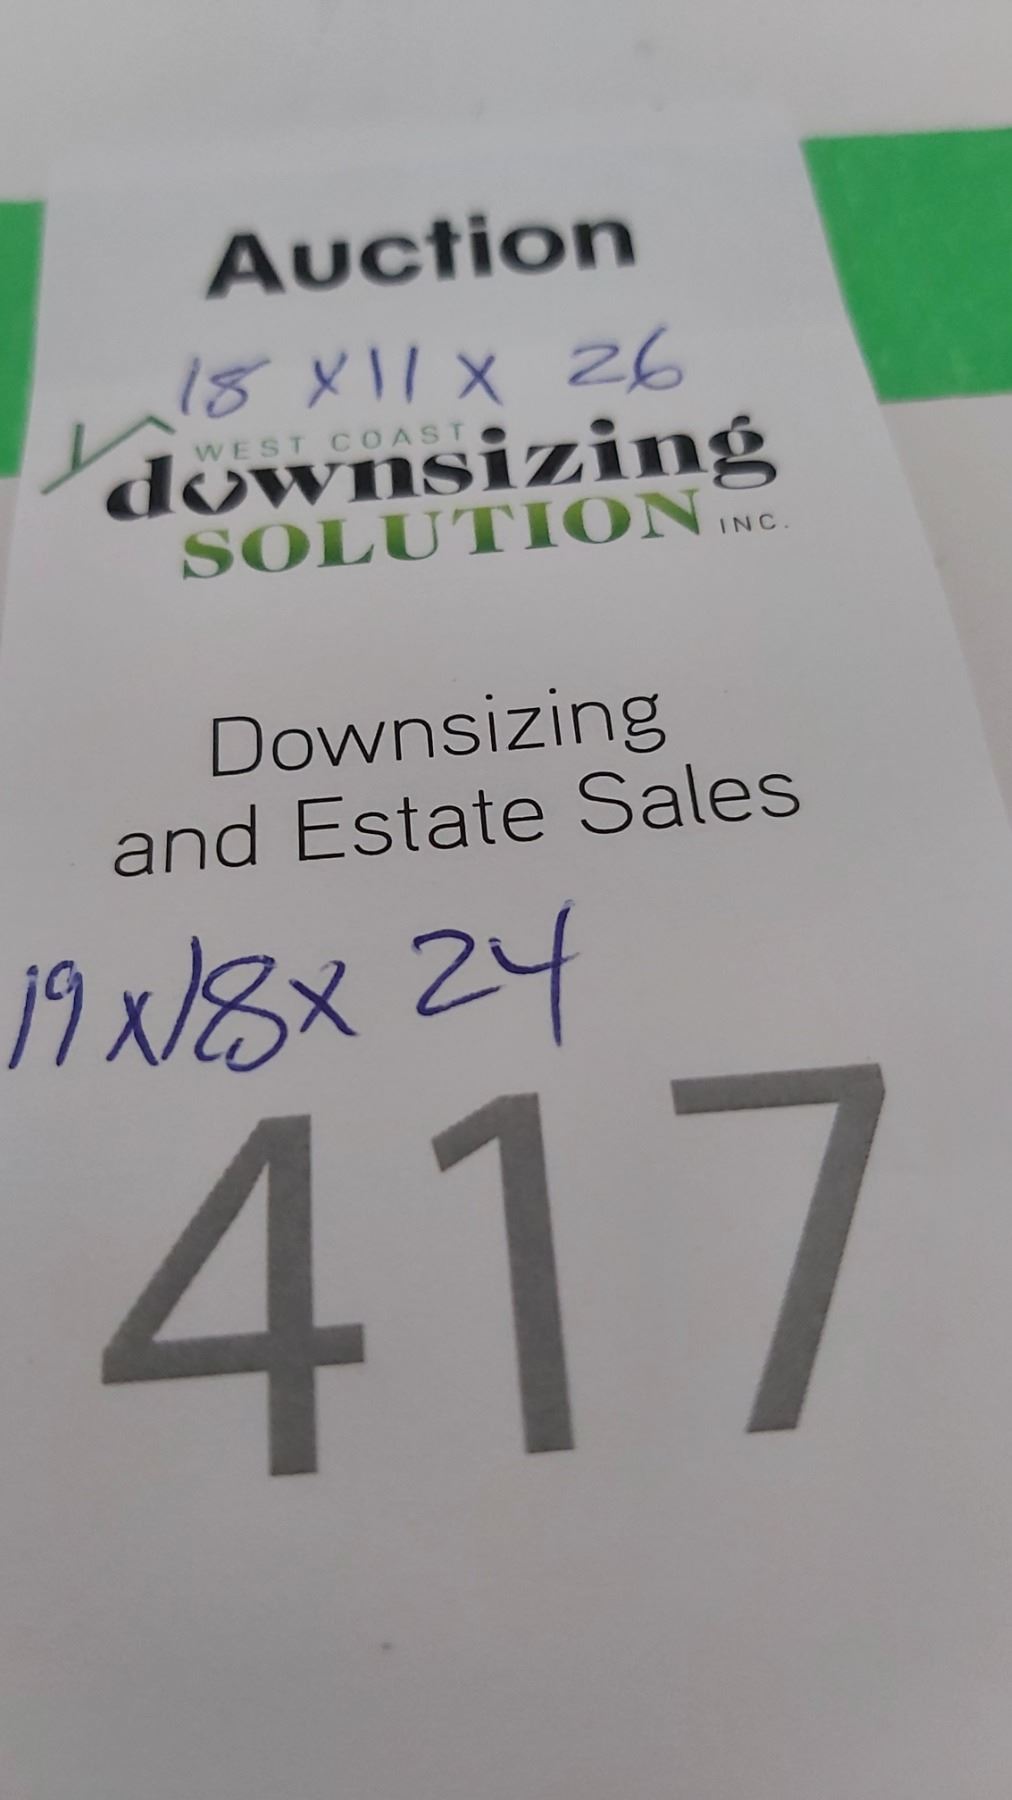 Auction
18 x 11 x 26
WEST COAST
downsizing
SOLUTION INC.
Downsizing
and Estate Sales
19 x 18 x 24
417